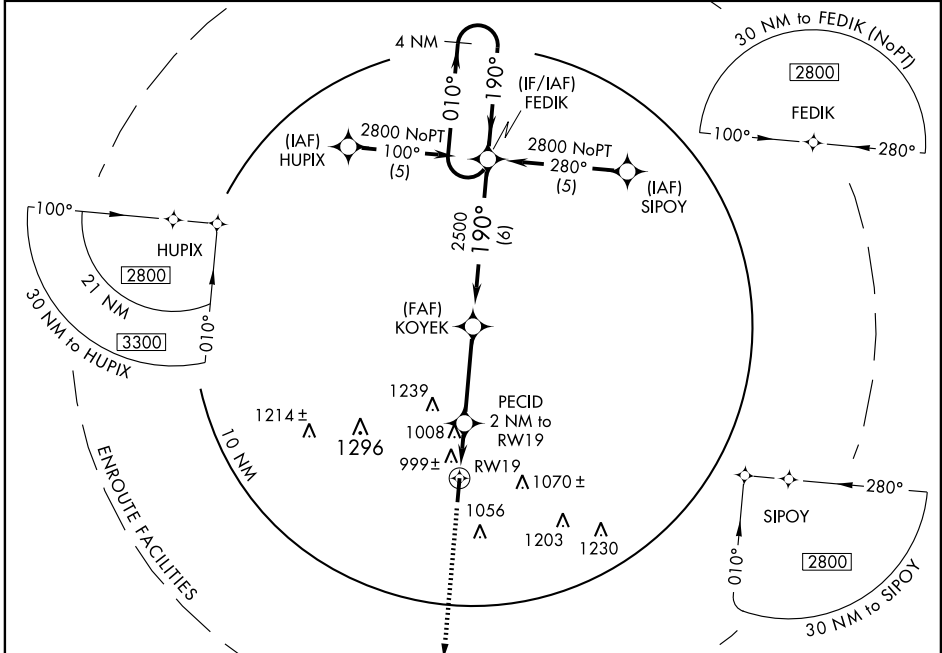 30 NM to FEDIK (NoPT)
2800
FEDIK
100°
280°
4 NM
010°
190°
(IF/IAF)
FEDIK
(IAF)
HUPIX
2800 NoPT
100°
(5)
2800 NoPT
280°
(5)
(IAF)
SIPOY
100°
HUPIX
2800
21 NM
3300
30 NM to HUPIX
010°
2500
190°
(6)
(FAF)
KOYEK
1239
1214 ±
1296
1008
PECID
2 NM to
RW19
999±
RW19
1070 ±
1056
1203
1230
10 NM
ENROUTE FACILITIES
280°
SIPOY
010°
2800
30 NM to SIPOY